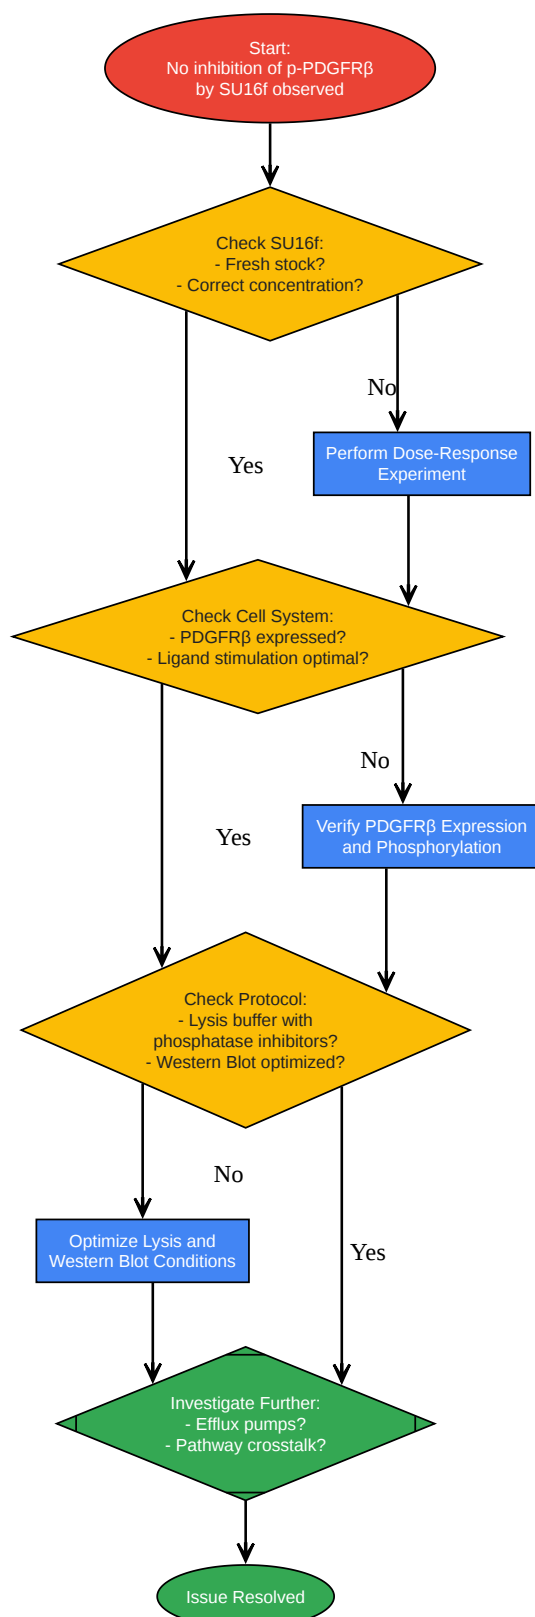 Start:
No inhibition of p-PDGFRβ
by SU16f observed
Check SU16f:
- Fresh stock?
- Correct concentration?
No
Perform Dose-Response
Experiment
Yes
Check Cell System:
- PDGFRβ expressed?
- Ligand stimulation optimal?
No
Verify PDGFRβ Expression
and Phosphorylation
Yes
Check Protocol:
- Lysis buffer with
phosphatase inhibitors?
- Western Blot optimized?
No
Optimize Lysis and
Western Blot Conditions
Yes
Investigate Further:
- Efflux pumps?
- Pathway crosstalk?
Issue Resolved